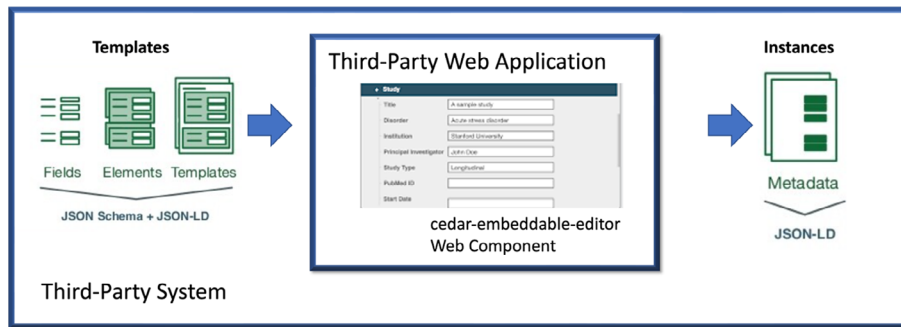 Templates
Fields
Elements
Templates
JSON Schema + JSON-LD
Third-Party System
Third-Party Web Application
Study
Title
A sample study
Disorder
Acute stress disorder
Institution
Stanford University
Principal Investigator
John Doe
Study Type
Longitudinal
PubMed ID
Start Date
cedar-embeddable-editor
Web Component
Instances
Metadata
JSON-LD